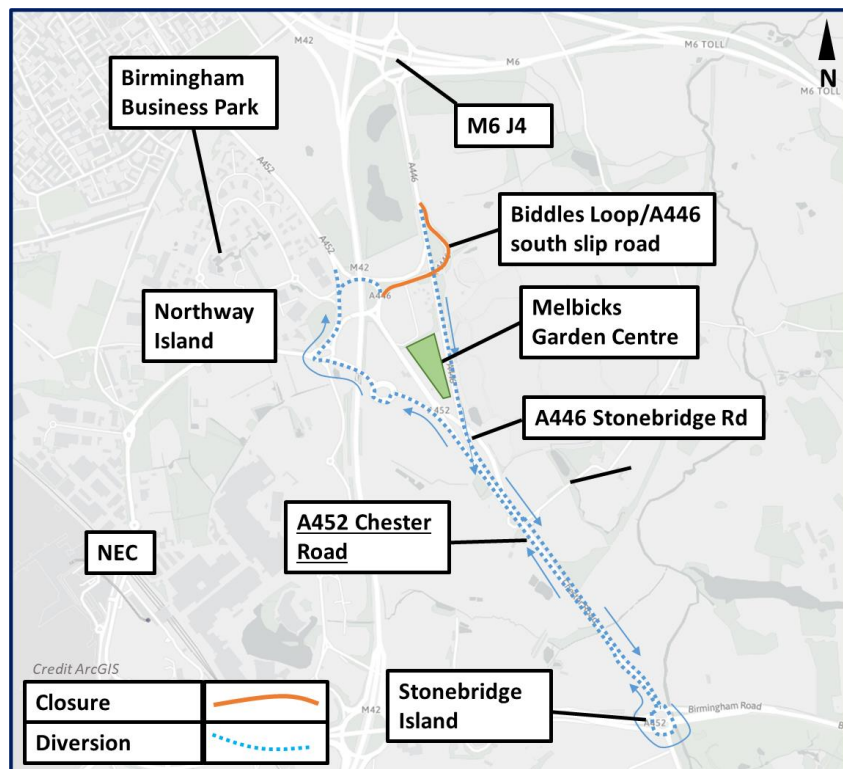 M42
M6 TOLL
M6
M6 TOLL
N
Birmingham
Business Park
M6 J4
A452
A446
Biddles Loop/A446
south slip road
A452
M42
A446
Northway
Island
Melbicks
Garden Centre
452
A446 Stonebridge Rd
A452 Chester
Road
NEC
Credit ArcGIS
Closure
Diversion
M42
Stonebridge
Island
Birmingham Road
A452